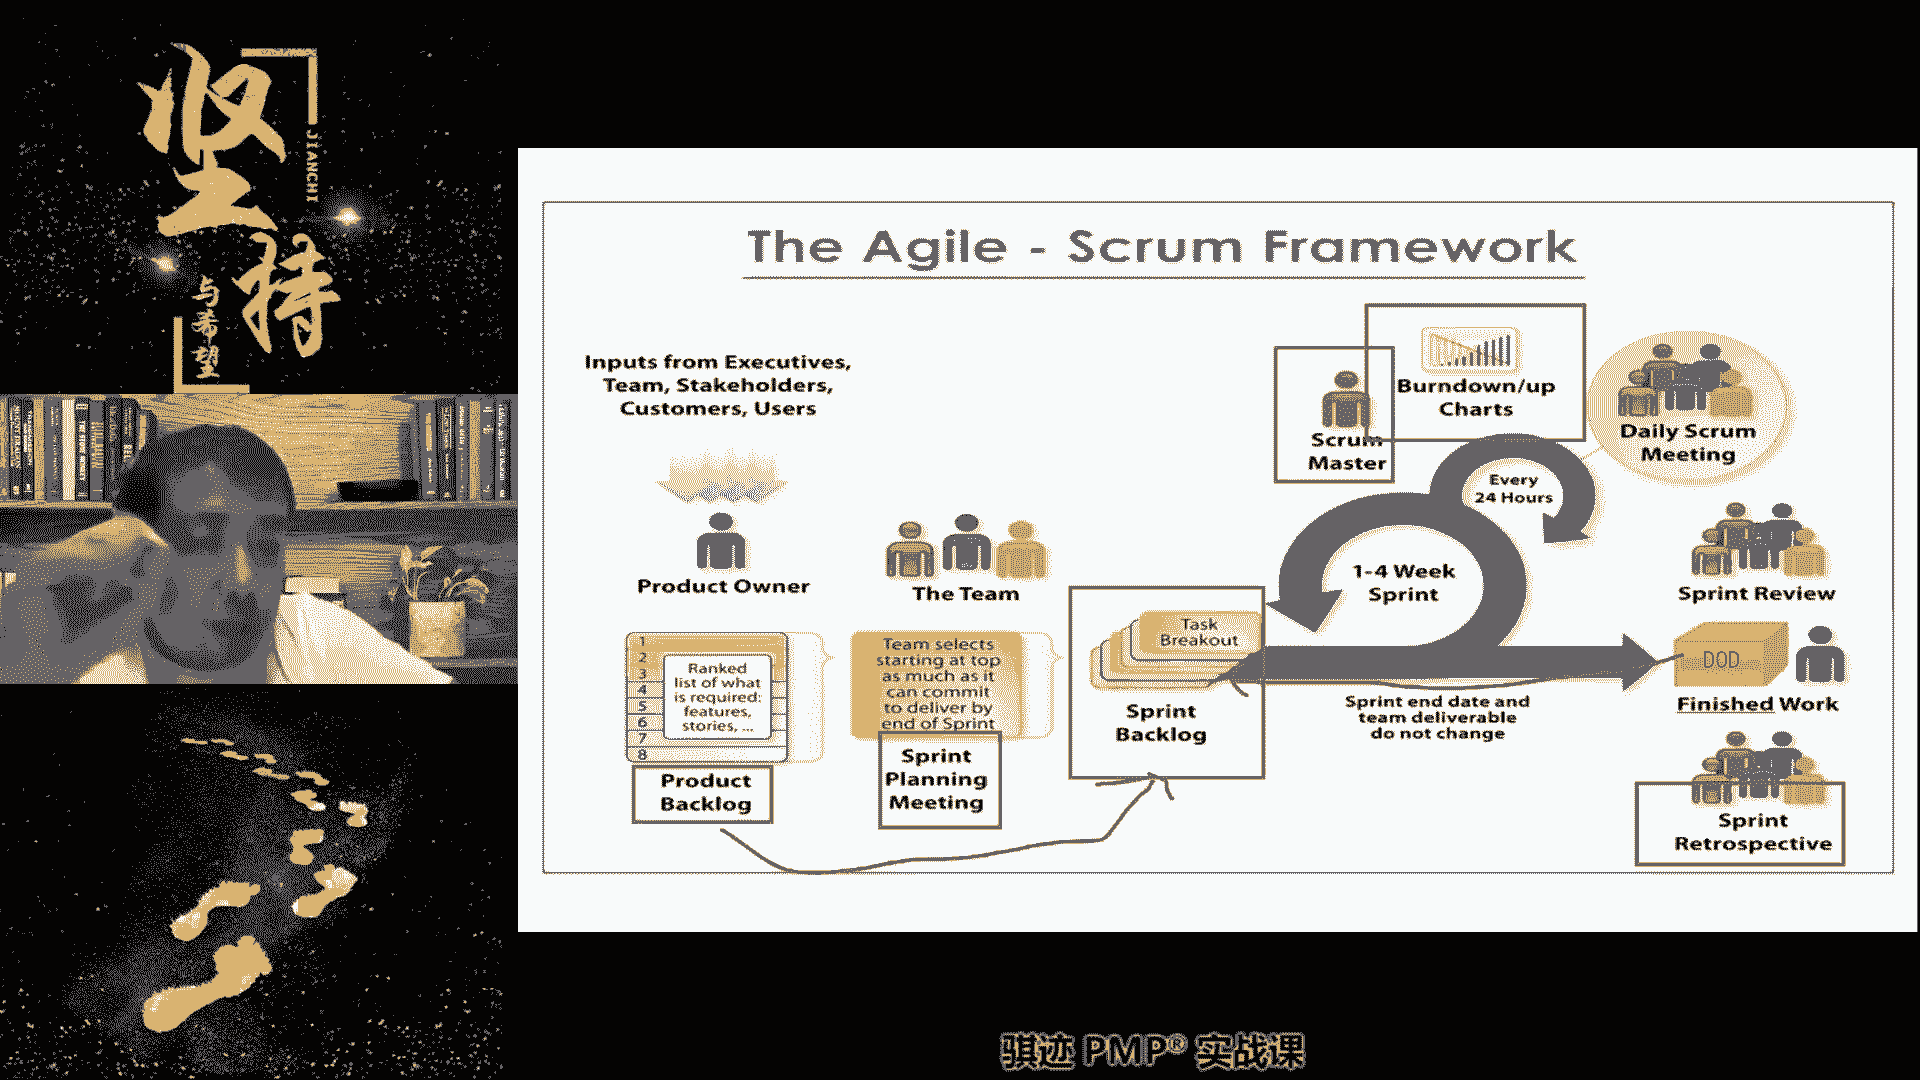 坚持
JIANCHI
与希望
The Agile - Scrum Framework
Inputs from Executives,
Team, Stakeholders,
Customers, Users
Product Owner
The Team
1
2
3
4
5
6
7
8
Ranked
list of what
is required:
features,
stories, ...
Product
Backlog
Team selects
starting at top
as much as it
can commit
to deliver by
end of Sprint
Sprint
Planning
Meeting
Task
Breakout
Sprint
Backlog
Scrum
Master
Burndown/up
Charts
Every
24 Hours
1-4 Week
Sprint
Sprint end date and
team deliverable
do not change
Daily Scrum
Meeting
Sprint Review
DOD
Finished Work
Sprint
Retrospective
骐迹 PMP® 实战课